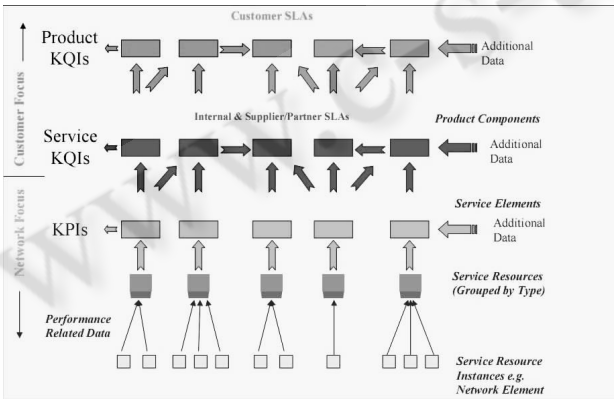 Customer SLAs
Product
KQIs
Additional
Data
Customer Focus
Internal & Supplier/Partner SLAs
Product Components
Service
KQIs
Additional
Data
Service Elements
Network Focus
KPIs
Additional
Data
Service Resources
(Grouped by Type)
Performance
Related Data
Service Resource
Instances e.g.
Network Element